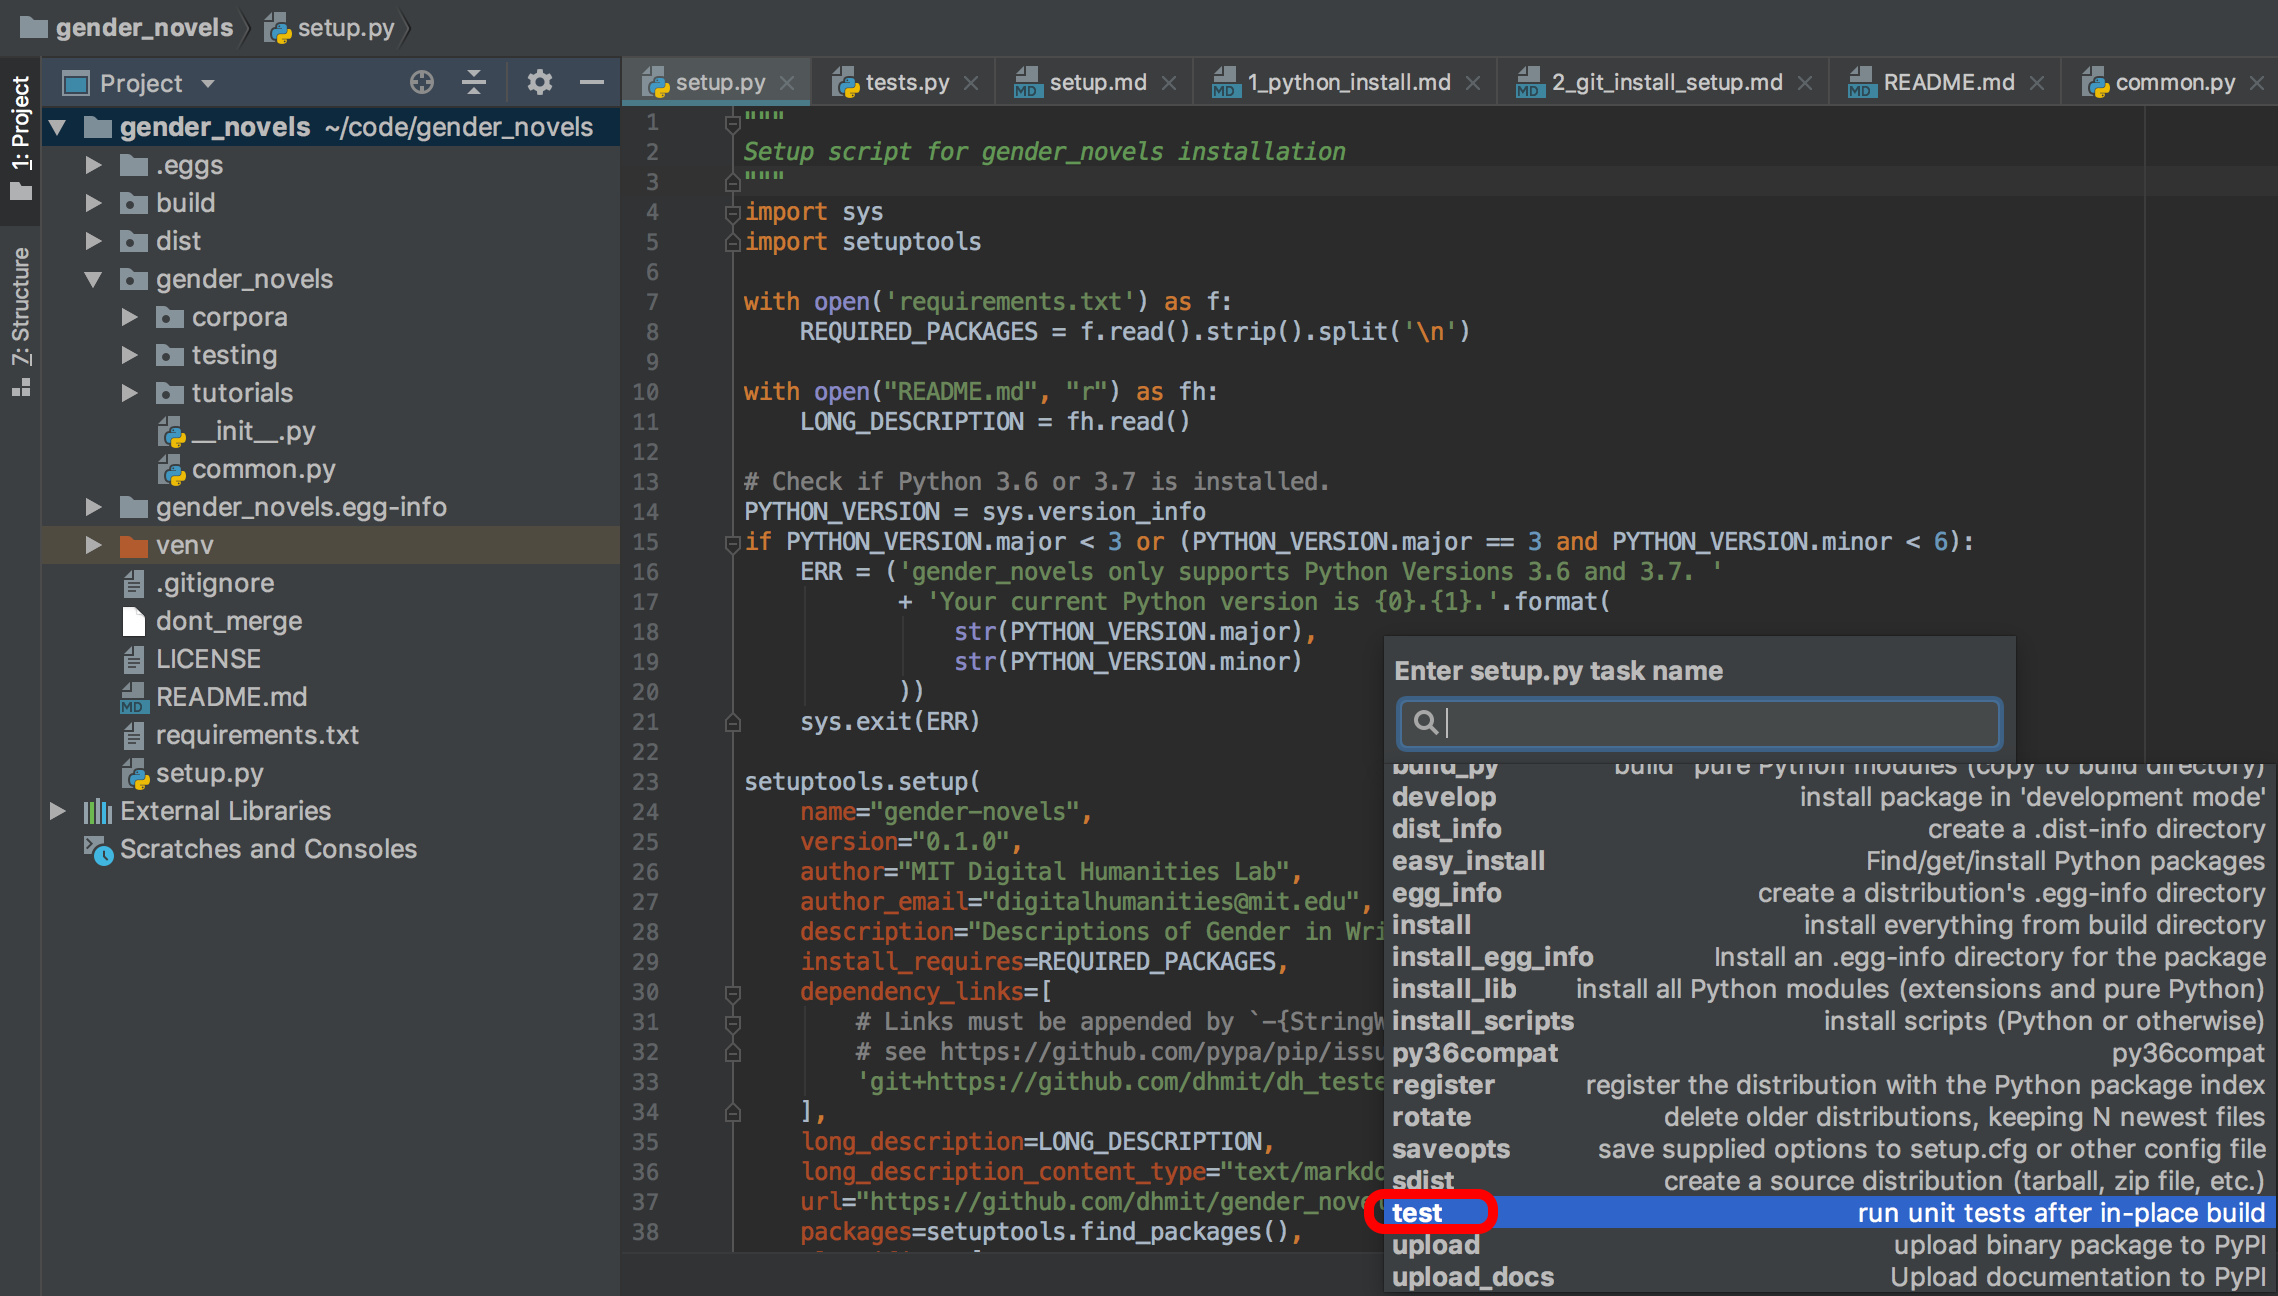 gender_novels setup.py
1: Project
7: Structure
Project
gender_novels ~/code/gender_novels
.eggs
build
dist
gender_novels
corpora
testing
tutorials
__init__.py
common.py
gender_novels.egg-info
venv
.gitignore
dont_merge
LICENSE
MD README.md
requirements.txt
setup.py
External Libraries
Scratches and Consoles
setup.py tests.py MD setup.md MD 1_python_install.md MD 2_git_install_setup.md MD README.md common.py
1 """
2 Setup script for gender_novels installation
3 """
4 import sys
5 import setuptools
6
7 with open('requirements.txt') as f:
8 REQUIRED_PACKAGES = f.read().strip().split('\n')
9
10 with open("README.md", "r") as fh:
11 LONG_DESCRIPTION = fh.read()
12
13 # Check if Python 3.6 or 3.7 is installed.
14 PYTHON_VERSION = sys.version_info
15 if PYTHON_VERSION.major < 3 or (PYTHON_VERSION.major == 3 and PYTHON_VERSION.minor < 6):
16 ERR = ('gender_novels only supports Python Versions 3.6 and 3.7. '
17 + 'Your current Python version is {0}.{1}.'.format(
18 str(PYTHON_VERSION.major),
19 str(PYTHON_VERSION.minor)
20 ))
21 sys.exit(ERR)
22
23 setuptools.setup(
24 name="gender-novels",
25 version="0.1.0",
26 author="MIT Digital Humanities Lab",
27 author_email="digitalhumanities@mit.edu",
28 description="Descriptions of Gender in Wri
29 install_requires=REQUIRED_PACKAGES,
30 dependency_links=[
31 # Links must be appended by `-{StringW
32 # see https://github.com/pypa/pip/issu
33 'git+https://github.com/dhmit/dh_teste
34 ],
35 long_description=LONG_DESCRIPTION,
36 long_description_content_type="text/markdo
37 url="https://github.com/dhmit/gender_nove
38 packages=setuptools.find_packages(),
Enter setup.py task name
build_py "build" pure Python modules (copy to build directory)
develop install package in 'development mode'
dist_info create a .dist-info directory
easy_install Find/get/install Python packages
egg_info create a distribution's .egg-info directory
install install everything from build directory
install_egg_info Install an .egg-info directory for the package
install_lib install all Python modules (extensions and pure Python)
install_scripts install scripts (Python or otherwise)
py36compat py36compat
register register the distribution with the Python package index
rotate delete older distributions, keeping N newest files
saveopts save supplied options to setup.cfg or other config file
sdist create a source distribution (tarball, zip file, etc.)
test run unit tests after in-place build
upload upload binary package to PyPI
upload_docs Upload documentation to PyPI